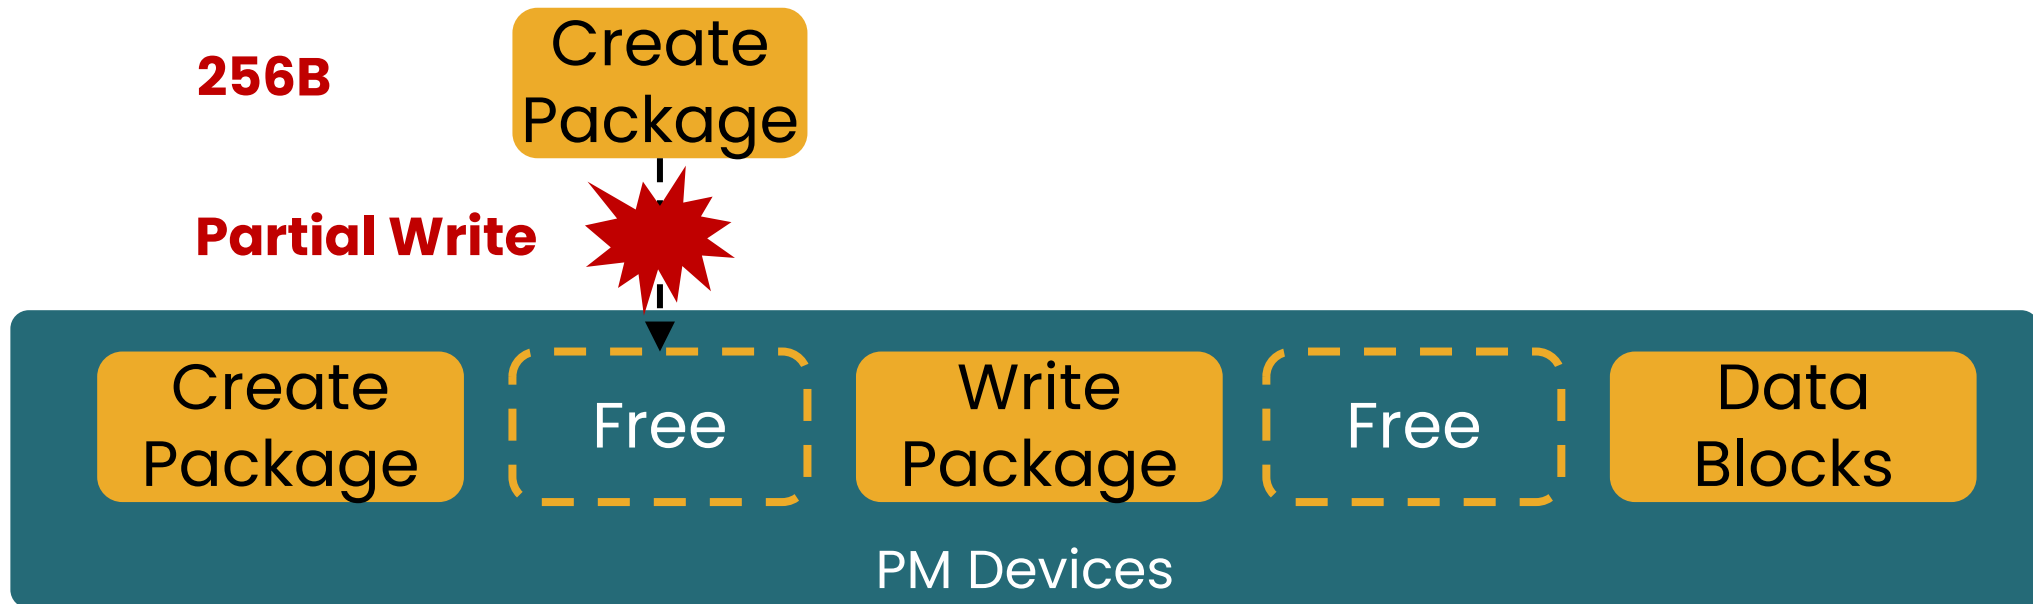 Create
Package
256B
Partial Write
Create
Package
Free
Write
Package
Free
Data
Blocks
PM Devices